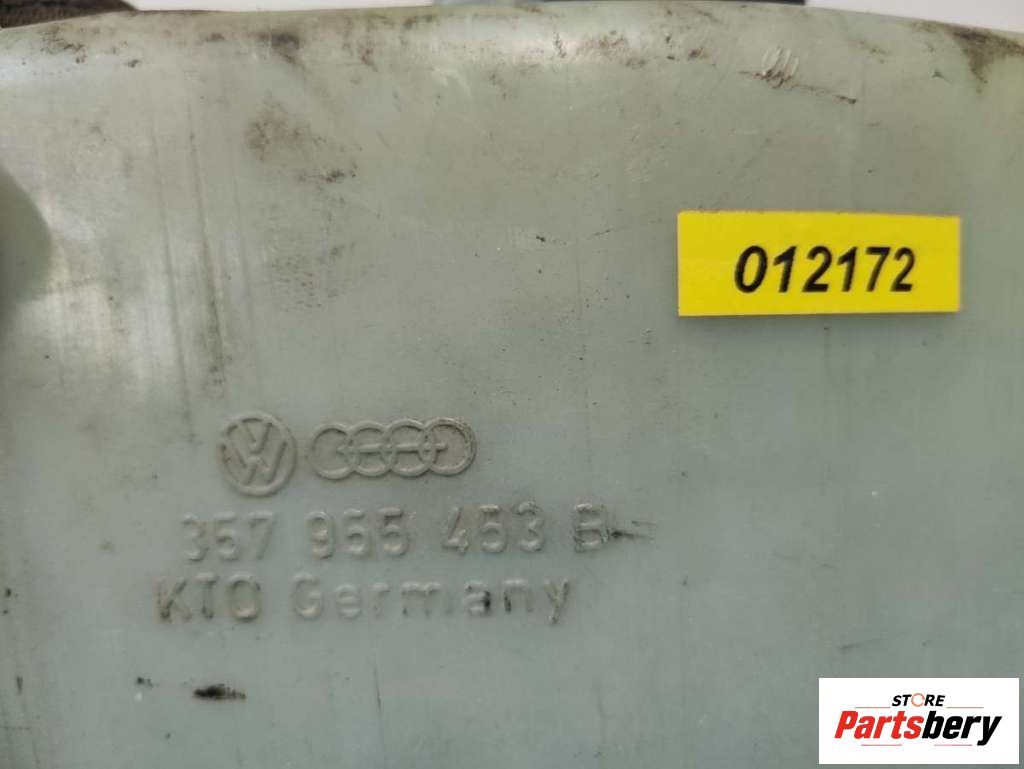 012172
357 955 453 B
KTO Germany
STORE
Partsbery